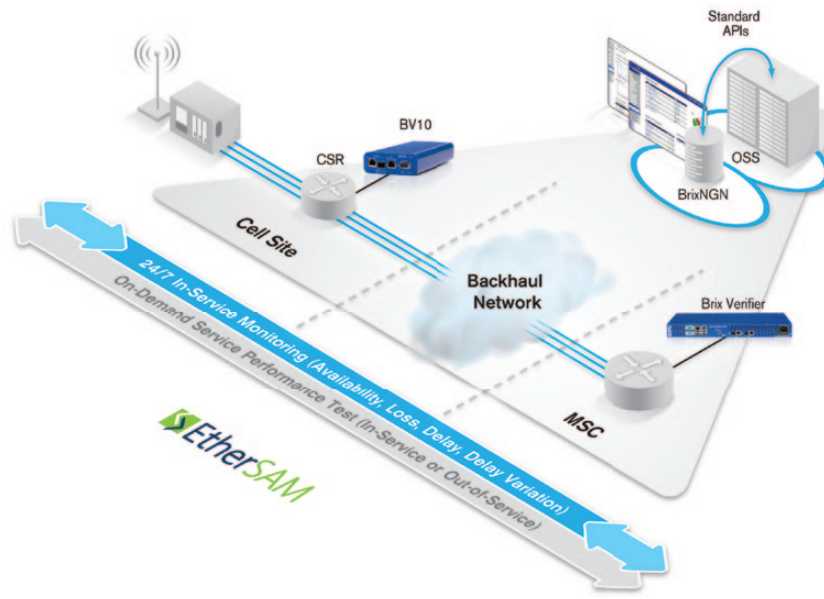 Standard
APIs
BV10
CSR
OSS
BrixNGN
Cell Site
Backhaul
Network
Brix Verifier
MSC
24/7 In-Service Monitoring (Availability, Loss, Delay, Delay Variation)
On-Demand Service Performance Test (In-Service or Out-of-Service)
EtherSAM